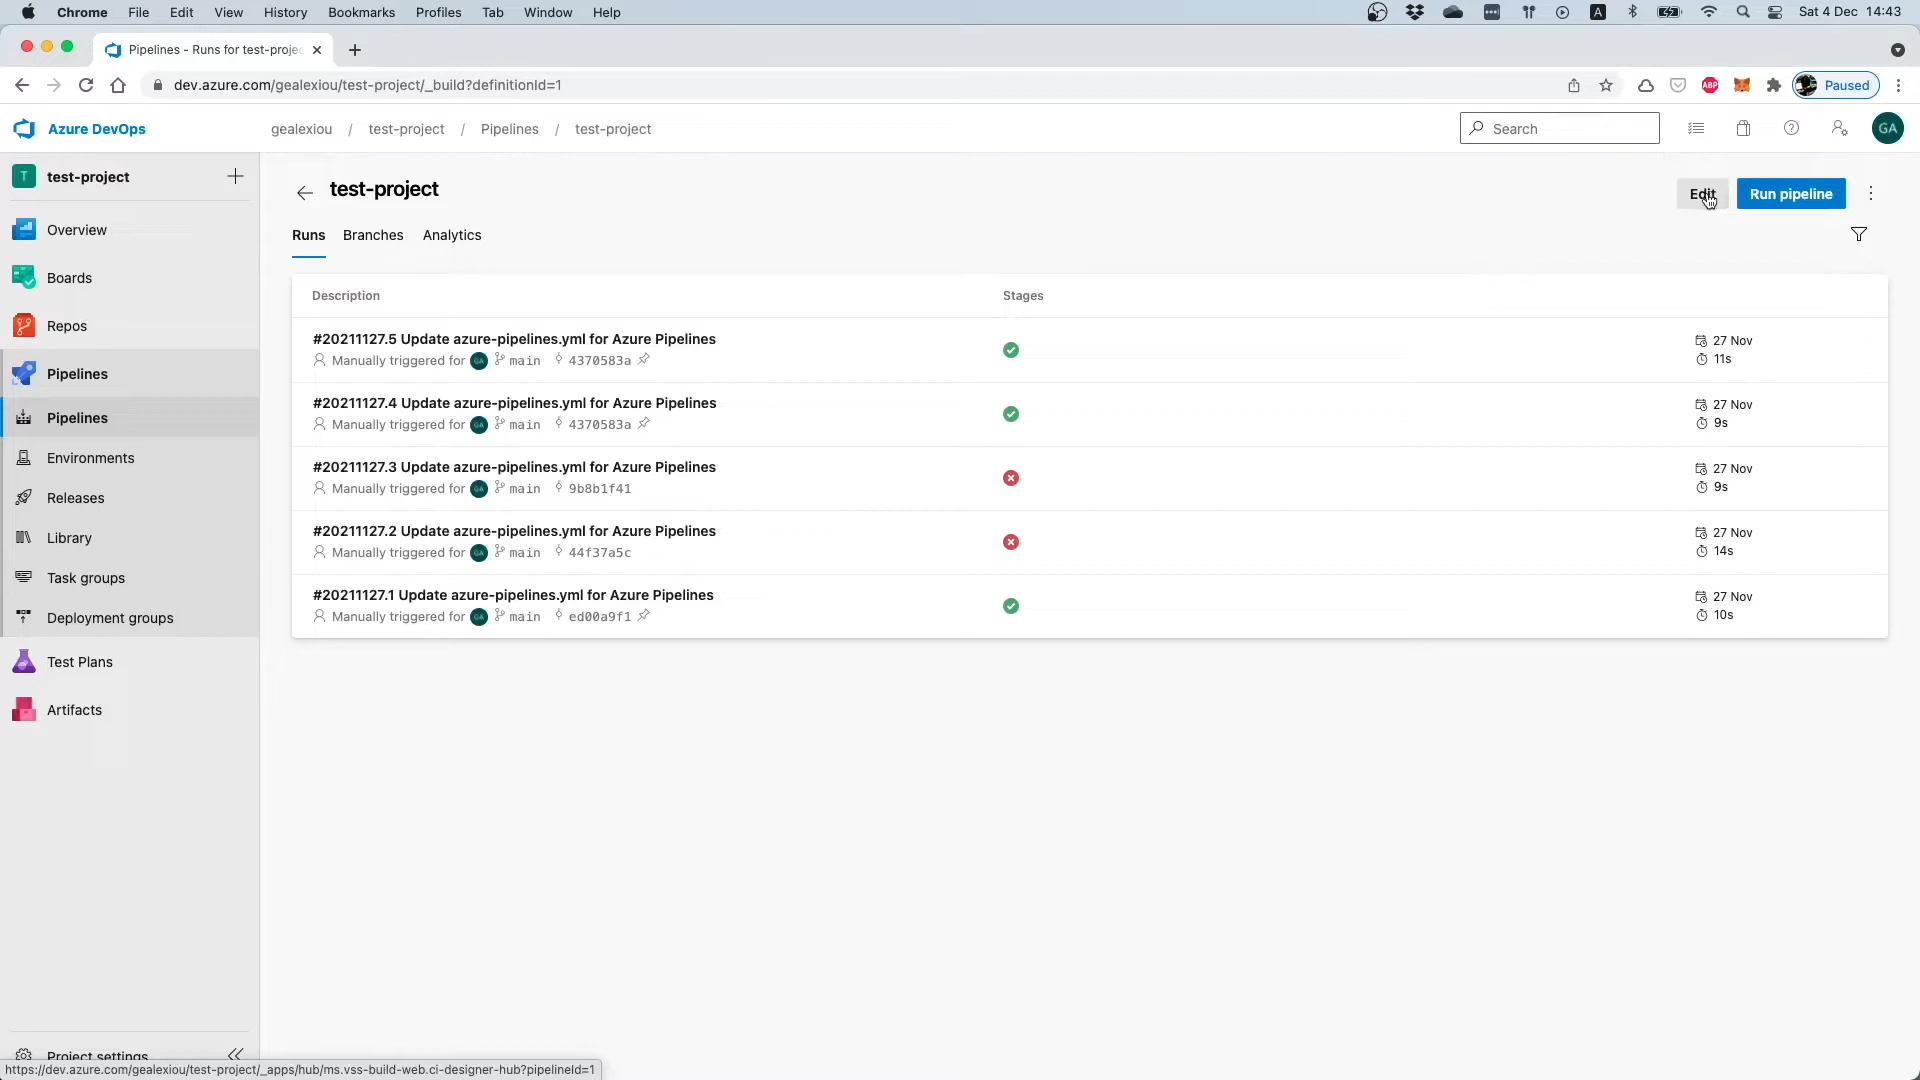 Chrome File Edit View History Bookmarks Profiles Tab Window Help A Sat 4 Dec 14:43
Pipelines - Runs for test-projec
dev.azure.com/gealexiou/test-project/_build?definitionId=1 ABP Paused
Azure DevOps gealexiou / test-project / Pipelines / test-project Search GA
T test-project
Overview
Boards
Repos
Pipelines
Pipelines
Environments
Releases
Library
Task groups
Deployment groups
Test Plans
Artifacts
Project settings
test-project
Edit Run pipeline
Runs Branches Analytics
Description Stages
#20211127.5 Update azure-pipelines.yml for Azure Pipelines 27 Nov
Manually triggered for GA main 4370583a 11s
#20211127.4 Update azure-pipelines.yml for Azure Pipelines 27 Nov
Manually triggered for GA main 4370583a 9s
#20211127.3 Update azure-pipelines.yml for Azure Pipelines 27 Nov
Manually triggered for GA main 9b8b1f41 9s
#20211127.2 Update azure-pipelines.yml for Azure Pipelines 27 Nov
Manually triggered for GA main 44f37a5c 14s
#20211127.1 Update azure-pipelines.yml for Azure Pipelines 27 Nov
Manually triggered for GA main ed00a9f1 10s
https://dev.azure.com/gealexiou/test-project/_apps/hub/ms.vss-build-web.ci-designer-hub?pipelineId=1